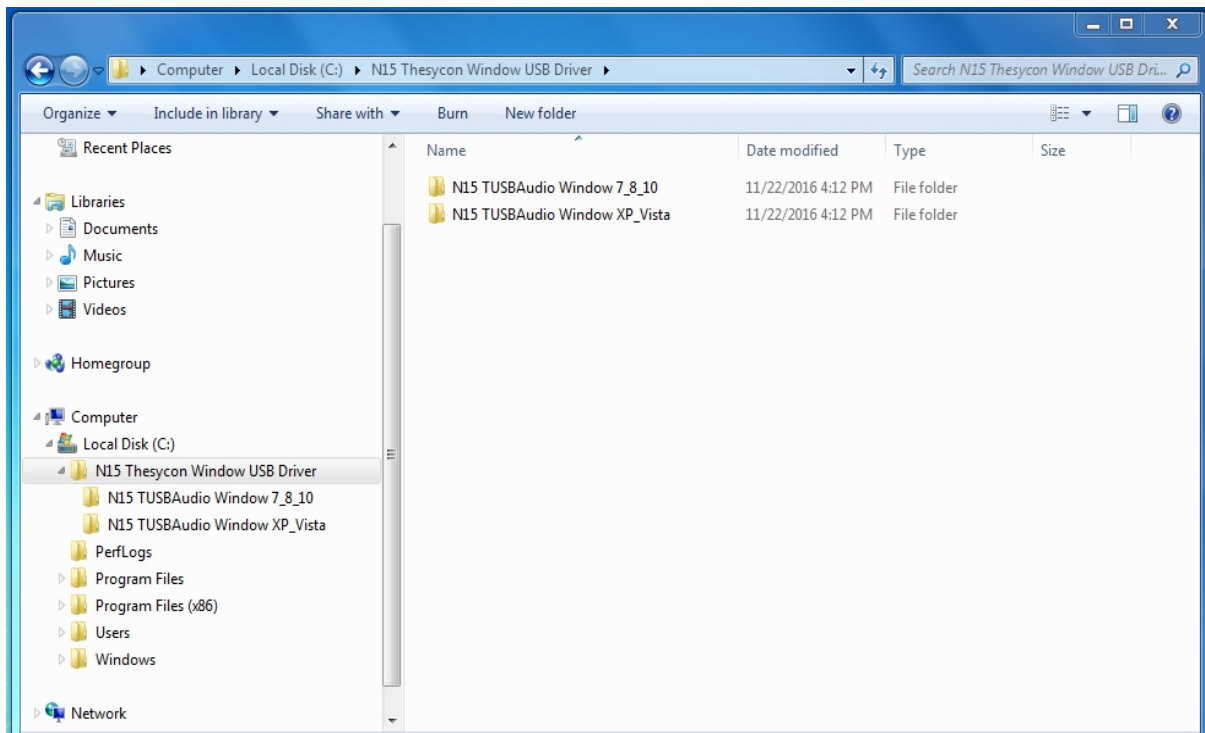 Computer Local Disk (C:) N15 Thesycon Window USB Driver Search N15 Thesycon Window USB Dri...
Organize Include in library Share with Burn New folder
Recent Places
Libraries
Documents
Music
Pictures
Videos
Homegroup
Computer
Local Disk (C:)
N15 Thesycon Window USB Driver
N15 TUSBAudio Window 7_8_10
N15 TUSBAudio Window XP_Vista
PerfLogs
Program Files
Program Files (x86)
Users
Windows
Network
Name Date modified Type Size
N15 TUSBAudio Window 7_8_10 11/22/2016 4:12 PM File folder
N15 TUSBAudio Window XP_Vista 11/22/2016 4:12 PM File folder